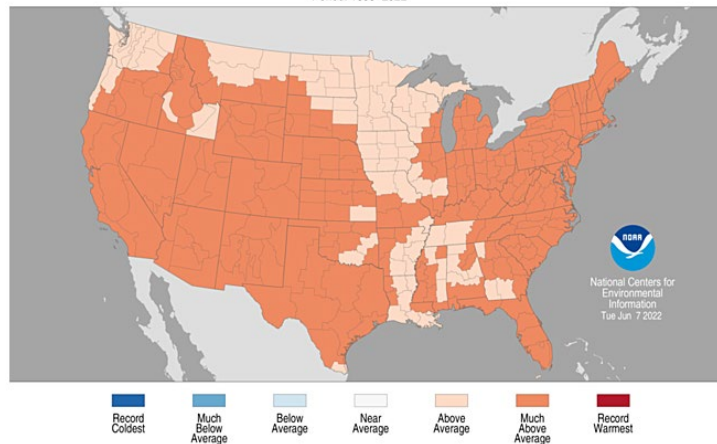 NOAA
National Centers for
Environmental
Information
Tue Jun 7 2022
Record
Coldest
Much
Below
Average
Below
Average
Near
Average
Above
Average
Much
Above
Average
Record
Warmest